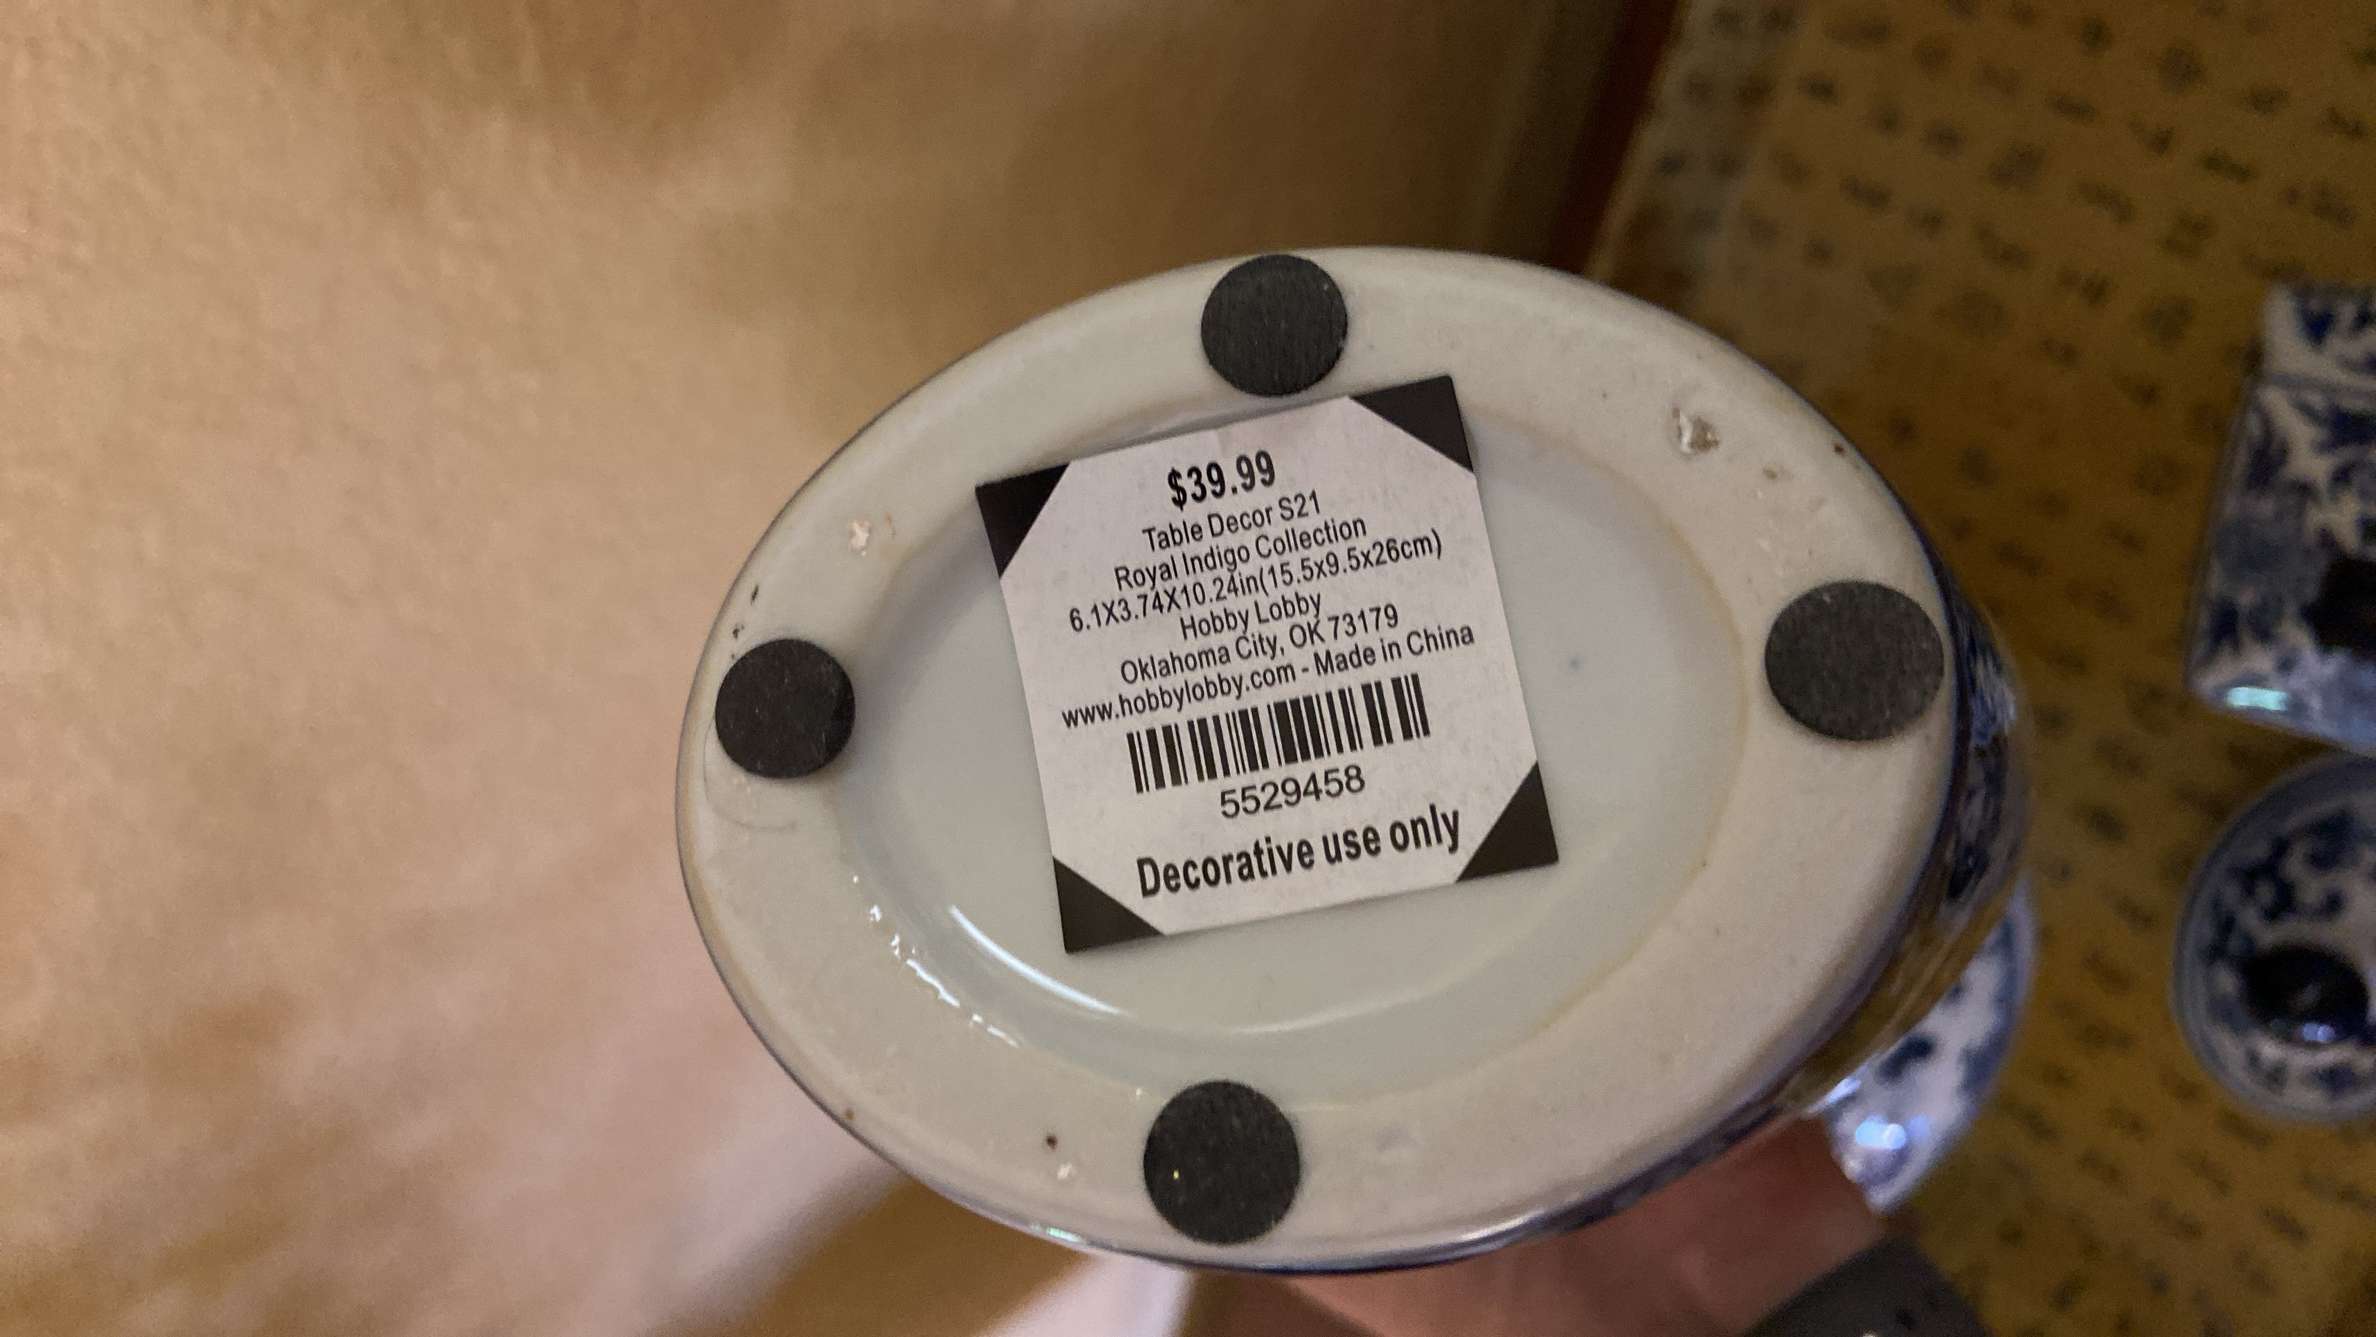 $39.99
Table Decor S21
Royal Indigo Collection
6.1X3.74X10.24in(15.5x9.5x26cm)
Hobby Lobby
Oklahoma City, OK 73179
www.hobbylobby.com - Made in China
5529458
Decorative use only